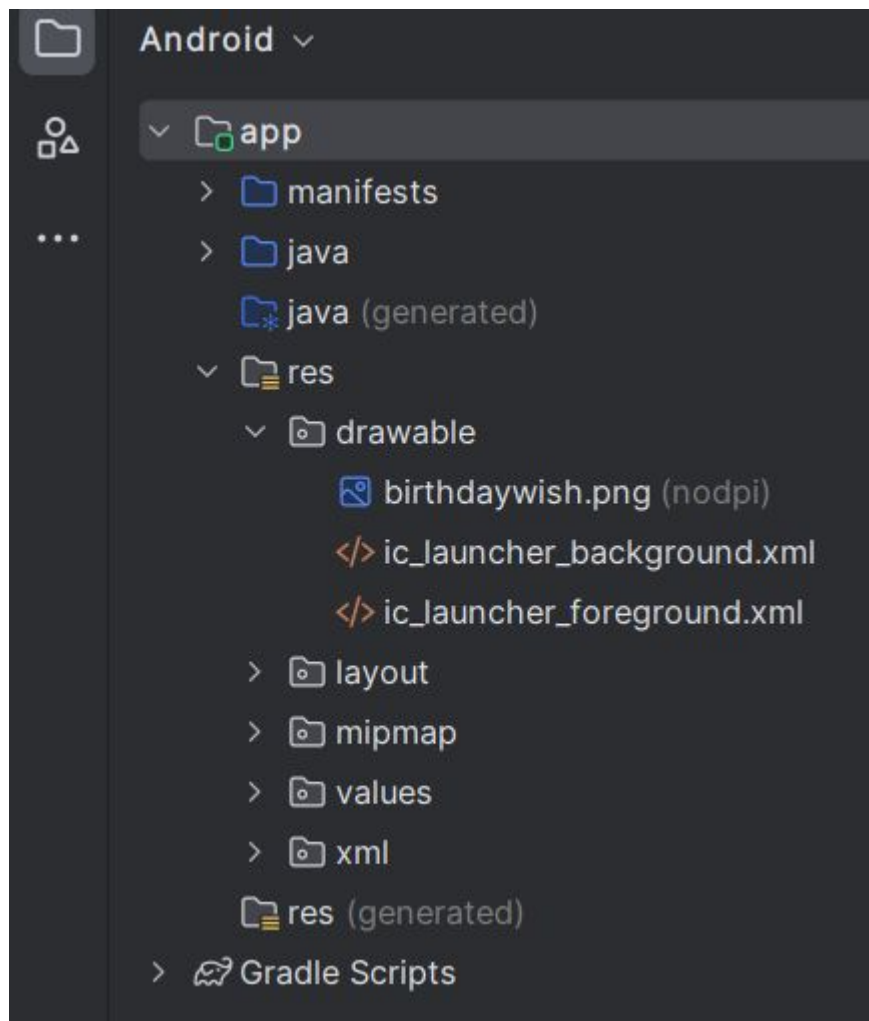 Android
app
manifests
java
java (generated)
res
drawable
birthdaywish.png (nodpi)
ic_launcher_background.xml
ic_launcher_foreground.xml
layout
mipmap
values
xml
res (generated)
Gradle Scripts